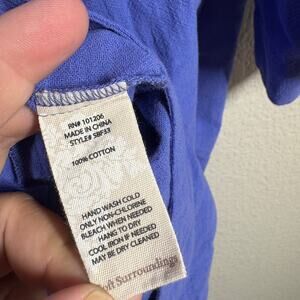 RN# 101206
MADE IN CHINA
STYLE# 58F33
100% COTTON
HAND WASH COLD
ONLY NON-CHLORINE
BLEACH WHEN NEEDED
HANG TO DRY
COOL IRON IF NEEDED
MAY BE DRY CLEANED
oft Surroundings